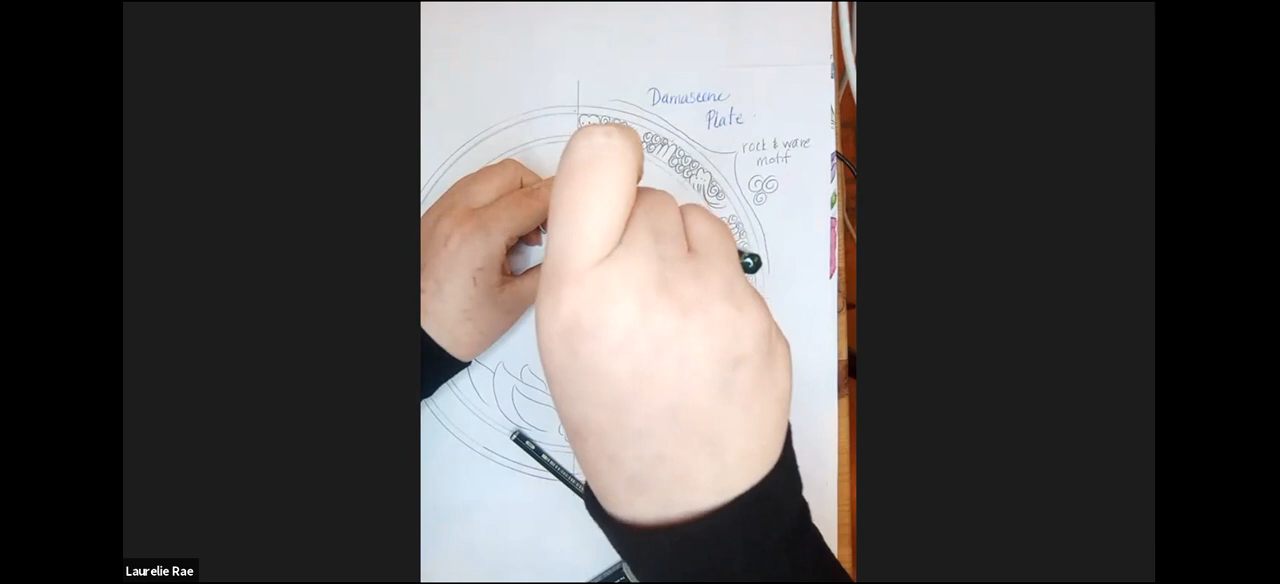 Damascene
Plate
rock & wave
motif
Laurelie Rae